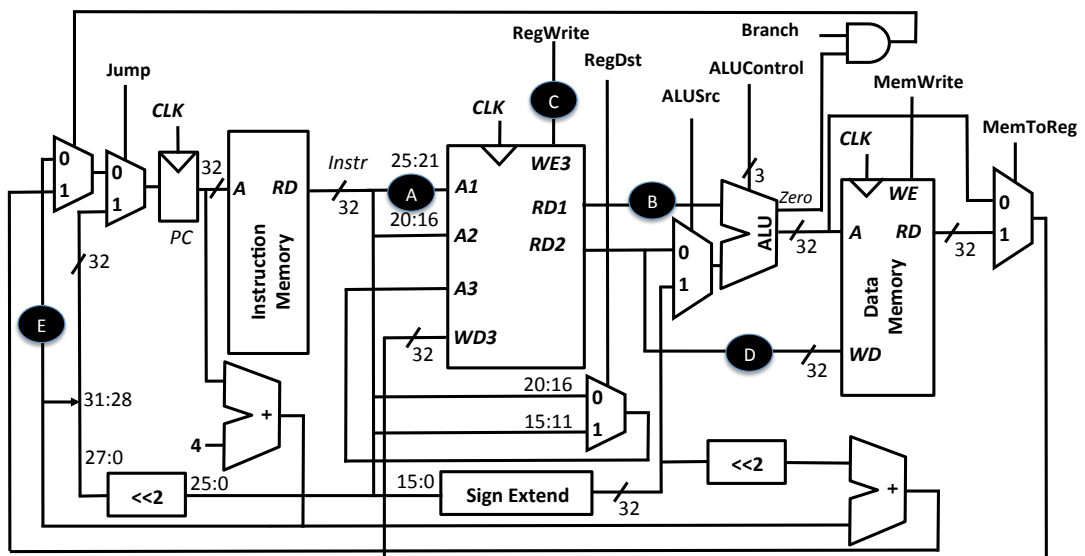 RegWrite
Branch
RegDst
ALUControl
Jump
ALUSrc
MemWrite
CLK
C
CLK
CLK
MemToReg
0
1
0
1
32
PC
A
RD
Instruction
Memory
Instr
32
25:21
A
20:16
A1
A2
A3
WD3
WE3
RD1
RD2
32
B
0
1
3
Zero
ALU
32
A
WE
RD
Data
Memory
WD
32
0
1
32
E
D
32
31:28
4
+
20:16
15:11
0
1
27:0
<<2
25:0
15:0
Sign Extend
32
<<2
+